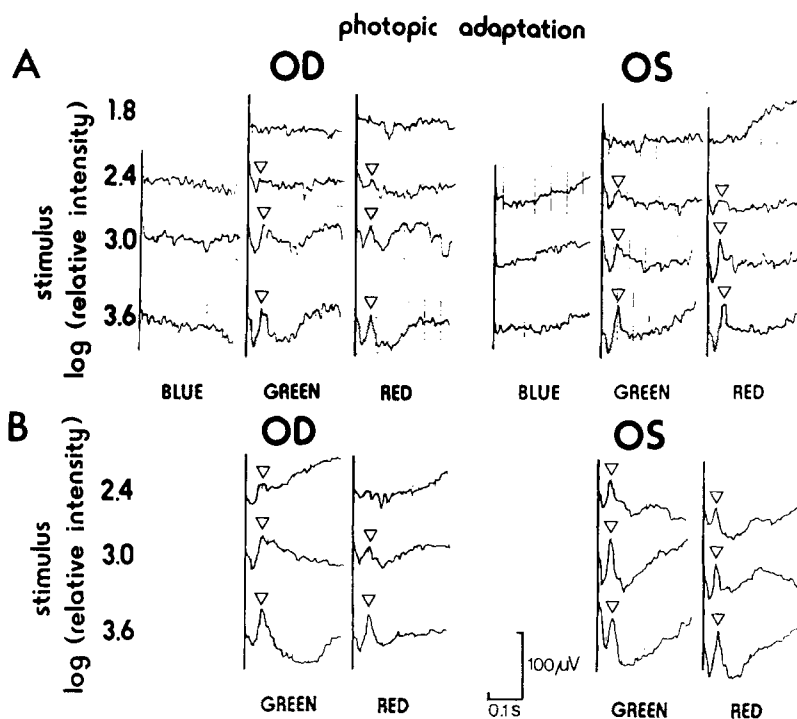 photopic adaptation
A
OD
OS
stimulus
log (relative intensity)
1.8
2.4
3.0
3.6
BLUE
GREEN
RED
BLUE
GREEN
RED
B
OD
OS
stimulus
log (relative intensity)
2.4
3.0
3.6
100μV
0.1 S
GREEN
RED
GREEN
RED